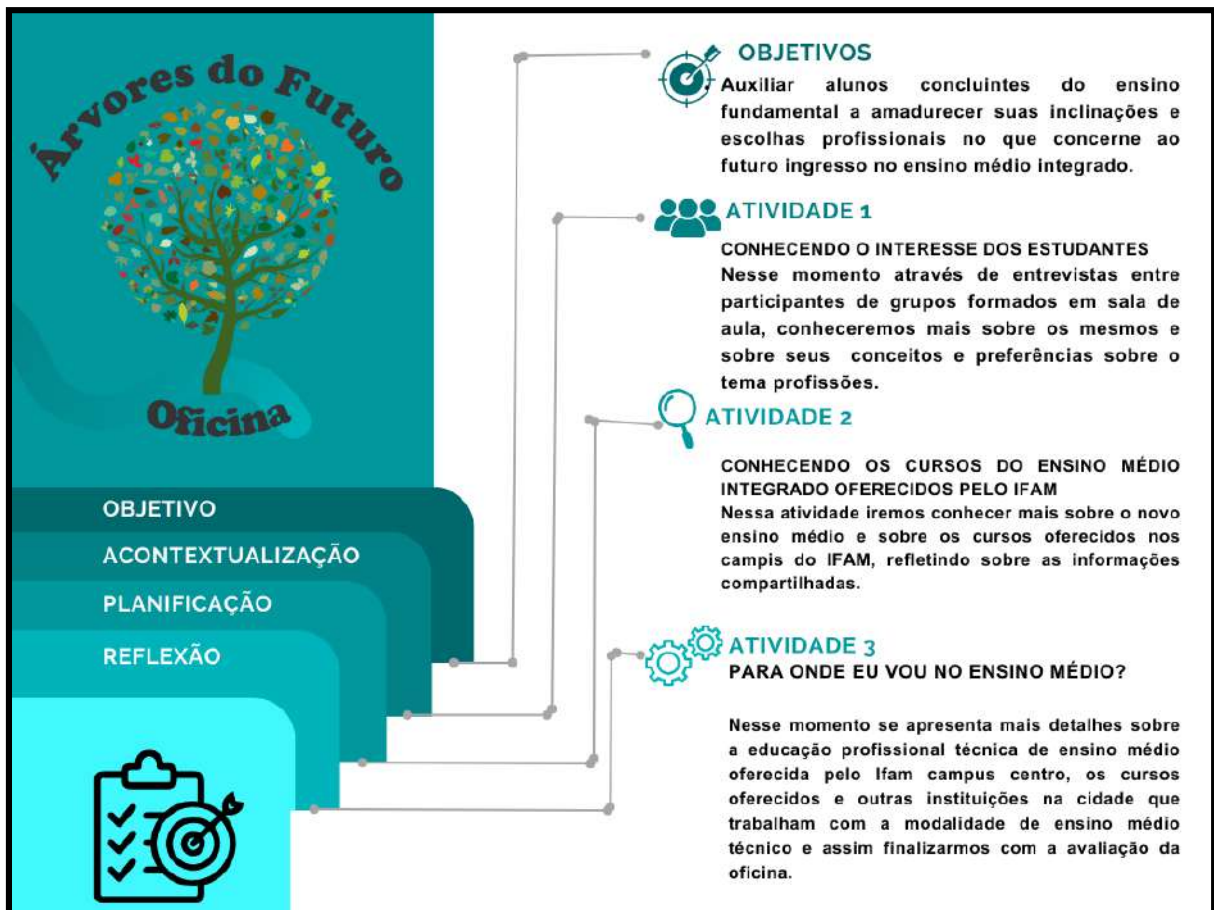 Árvores do Futuro
Oficina
OBJETIVO
ACONTEXTUALIZAÇÃO
PLANIFICAÇÃO
REFLEXÃO
OBJETIVOS
Auxiliar alunos concluintes do ensino
fundamental a amadurecer suas inclinações e
escolhas profissionais no que concerne ao
futuro ingresso no ensino médio integrado.
ATIVIDADE 1
CONHECENDO O INTERESSE DOS ESTUDANTES
Nesse momento através de entrevistas entre
participantes de grupos formados em sala de
aula, conheceremos mais sobre os mesmos e
sobre seus conceitos e preferências sobre o
tema profissões.
ATIVIDADE 2
CONHECENDO OS CURSOS DO ENSINO MÉDIO
INTEGRADO OFERECIDOS PELO IFAM
Nessa atividade iremos conhecer mais sobre o novo
ensino médio e sobre os cursos oferecidos nos
campis do IFAM, refletindo sobre as informações
compartilhadas.
ATIVIDADE 3
PARA ONDE EU VOU NO ENSINO MÉDIO?
Nesse momento se apresenta mais detalhes sobre
a educação profissional técnica de ensino médio
oferecida pelo Ifam campus centro, os cursos
oferecidos e outras instituições na cidade que
trabalham com a modalidade de ensino médio
técnico e assim finalizarmos com a avaliação da
oficina.